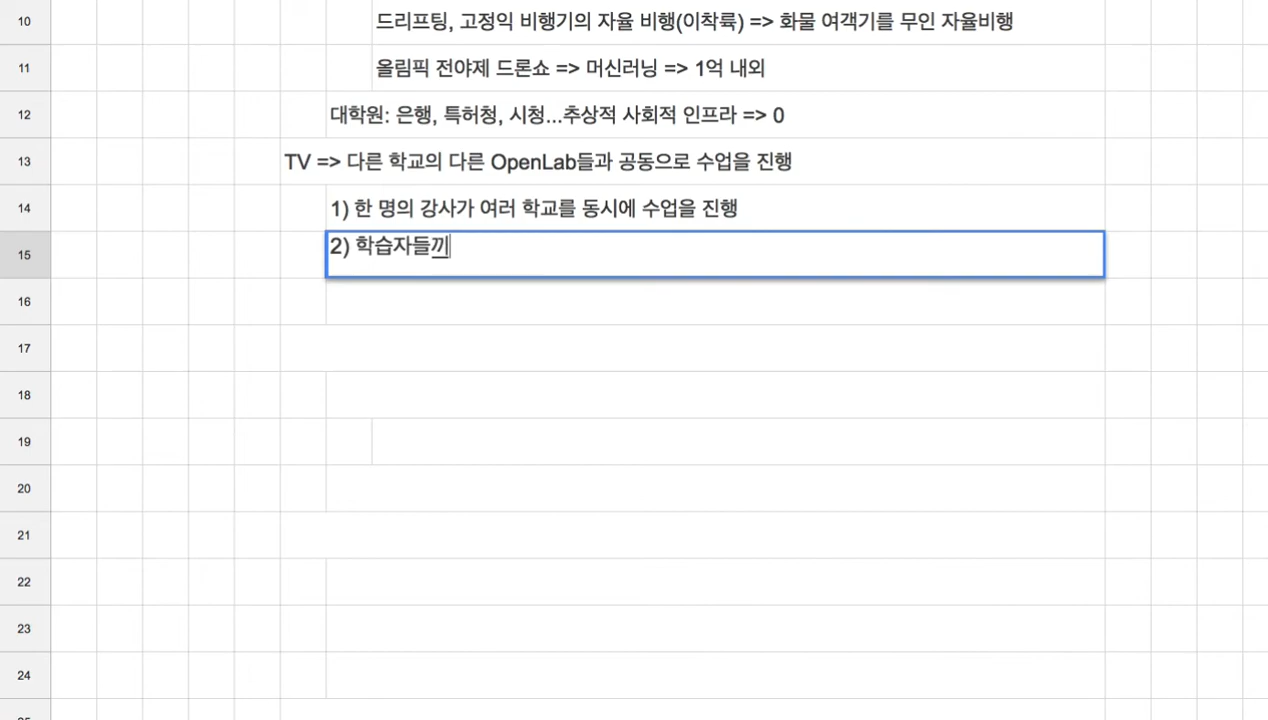 10 드리프팅, 고정익 비행기의 자율 비행(이착륙) => 화물 여객기를 무인 자율비행
11 올림픽 전야제 드론쇼 => 머신러닝 => 1억 내외
12 대학원: 은행, 특허청, 시청...추상적 사회적 인프라 => 0
13 TV => 다른 학교의 다른 OpenLab들과 공동으로 수업을 진행
14 1) 한 명의 강사가 여러 학교를 동시에 수업을 진행
15 2) 학습자들끼
16
17
18
19
20
21
22
23
24